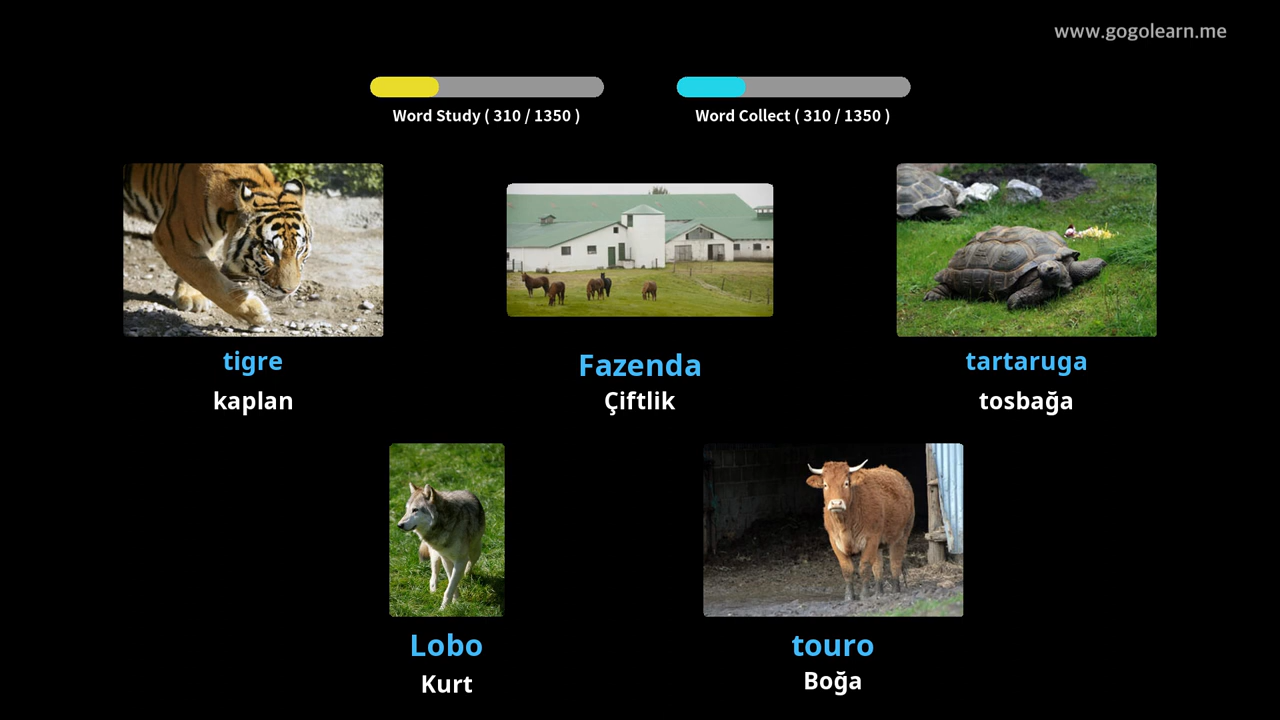 www.gogolearn.me
Word Study ( 310 / 1350 )
Word Collect ( 310 / 1350 )
tigre
kaplan
Fazenda
Çiftlik
tartaruga
tosbağa
Lobo
Kurt
touro
Boğa